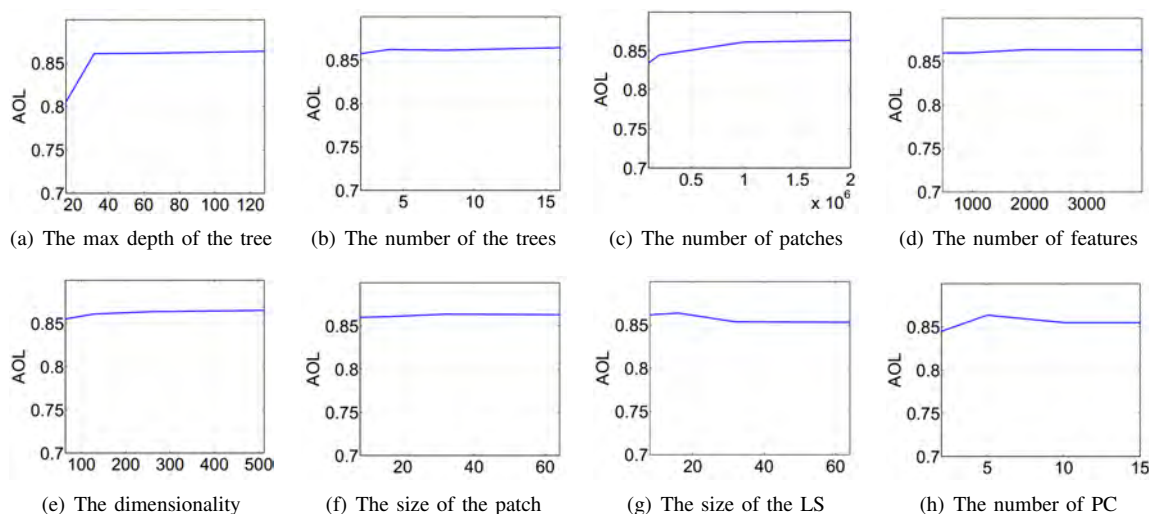 AOL
0.85
0.8
0.75
0.7
20 40 60 80 100 120
(a) The max depth of the tree
AOL
0.85
0.8
0.75
0.7
5 10 15
(b) The number of the trees
AOL
0.85
0.8
0.75
0.7
0.5 1 1.5 2
x 10^6
(c) The number of patches
AOL
0.85
0.8
0.75
0.7
1000 2000 3000
(d) The number of features
AOL
0.85
0.8
0.75
0.7
100 200 300 400 500
(e) The dimensionality
AOL
0.85
0.8
0.75
0.7
20 40 60
(f) The size of the patch
AOL
0.85
0.8
0.75
0.7
20 40 60
(g) The size of the LS
AOL
0.85
0.8
0.75
0.7
5 10 15
(h) The number of PC